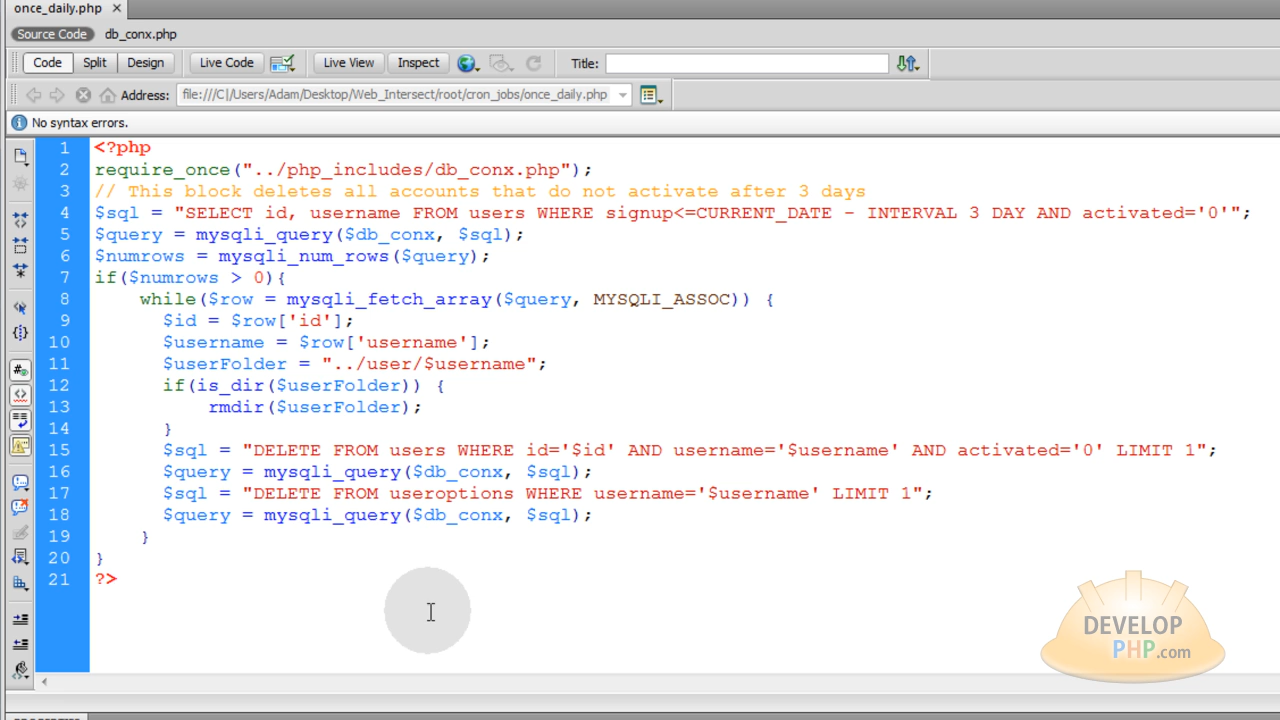 once_daily.php ×
Source Code db_conx.php
Code Split Design Live Code Live View Inspect Title:
Address: file:///C|/Users/Adam/Desktop/Web_Intersect/root/cron_jobs/once_daily.php
No syntax errors.
1 <?php
2 require_once("../php_includes/db_conx.php");
3 // This block deletes all accounts that do not activate after 3 days
4 $sql = "SELECT id, username FROM users WHERE signup<=CURRENT_DATE - INTERVAL 3 DAY AND activated='0'";
5 $query = mysqli_query($db_conx, $sql);
6 $numrows = mysqli_num_rows($query);
7 if($numrows > 0){
8 while($row = mysqli_fetch_array($query, MYSQLI_ASSOC)) {
9 $id = $row['id'];
10 $username = $row['username'];
11 $userFolder = "../user/$username";
12 if(is_dir($userFolder)) {
13 rmdir($userFolder);
14 }
15 $sql = "DELETE FROM users WHERE id='$id' AND username='$username' AND activated='0' LIMIT 1";
16 $query = mysqli_query($db_conx, $sql);
17 $sql = "DELETE FROM useroptions WHERE username='$username' LIMIT 1";
18 $query = mysqli_query($db_conx, $sql);
19 }
20 }
21 ?>
DEVELOP
PHP.com